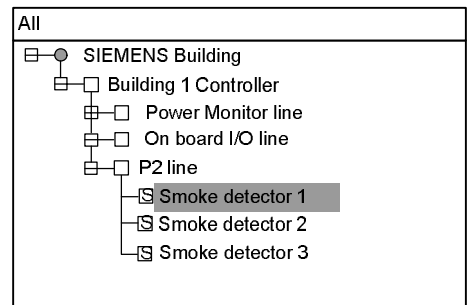 All
SIEMENS Building
Building 1 Controller
Power Monitor line
On board I/O line
P2 line
S Smoke detector 1
S Smoke detector 2
S Smoke detector 3